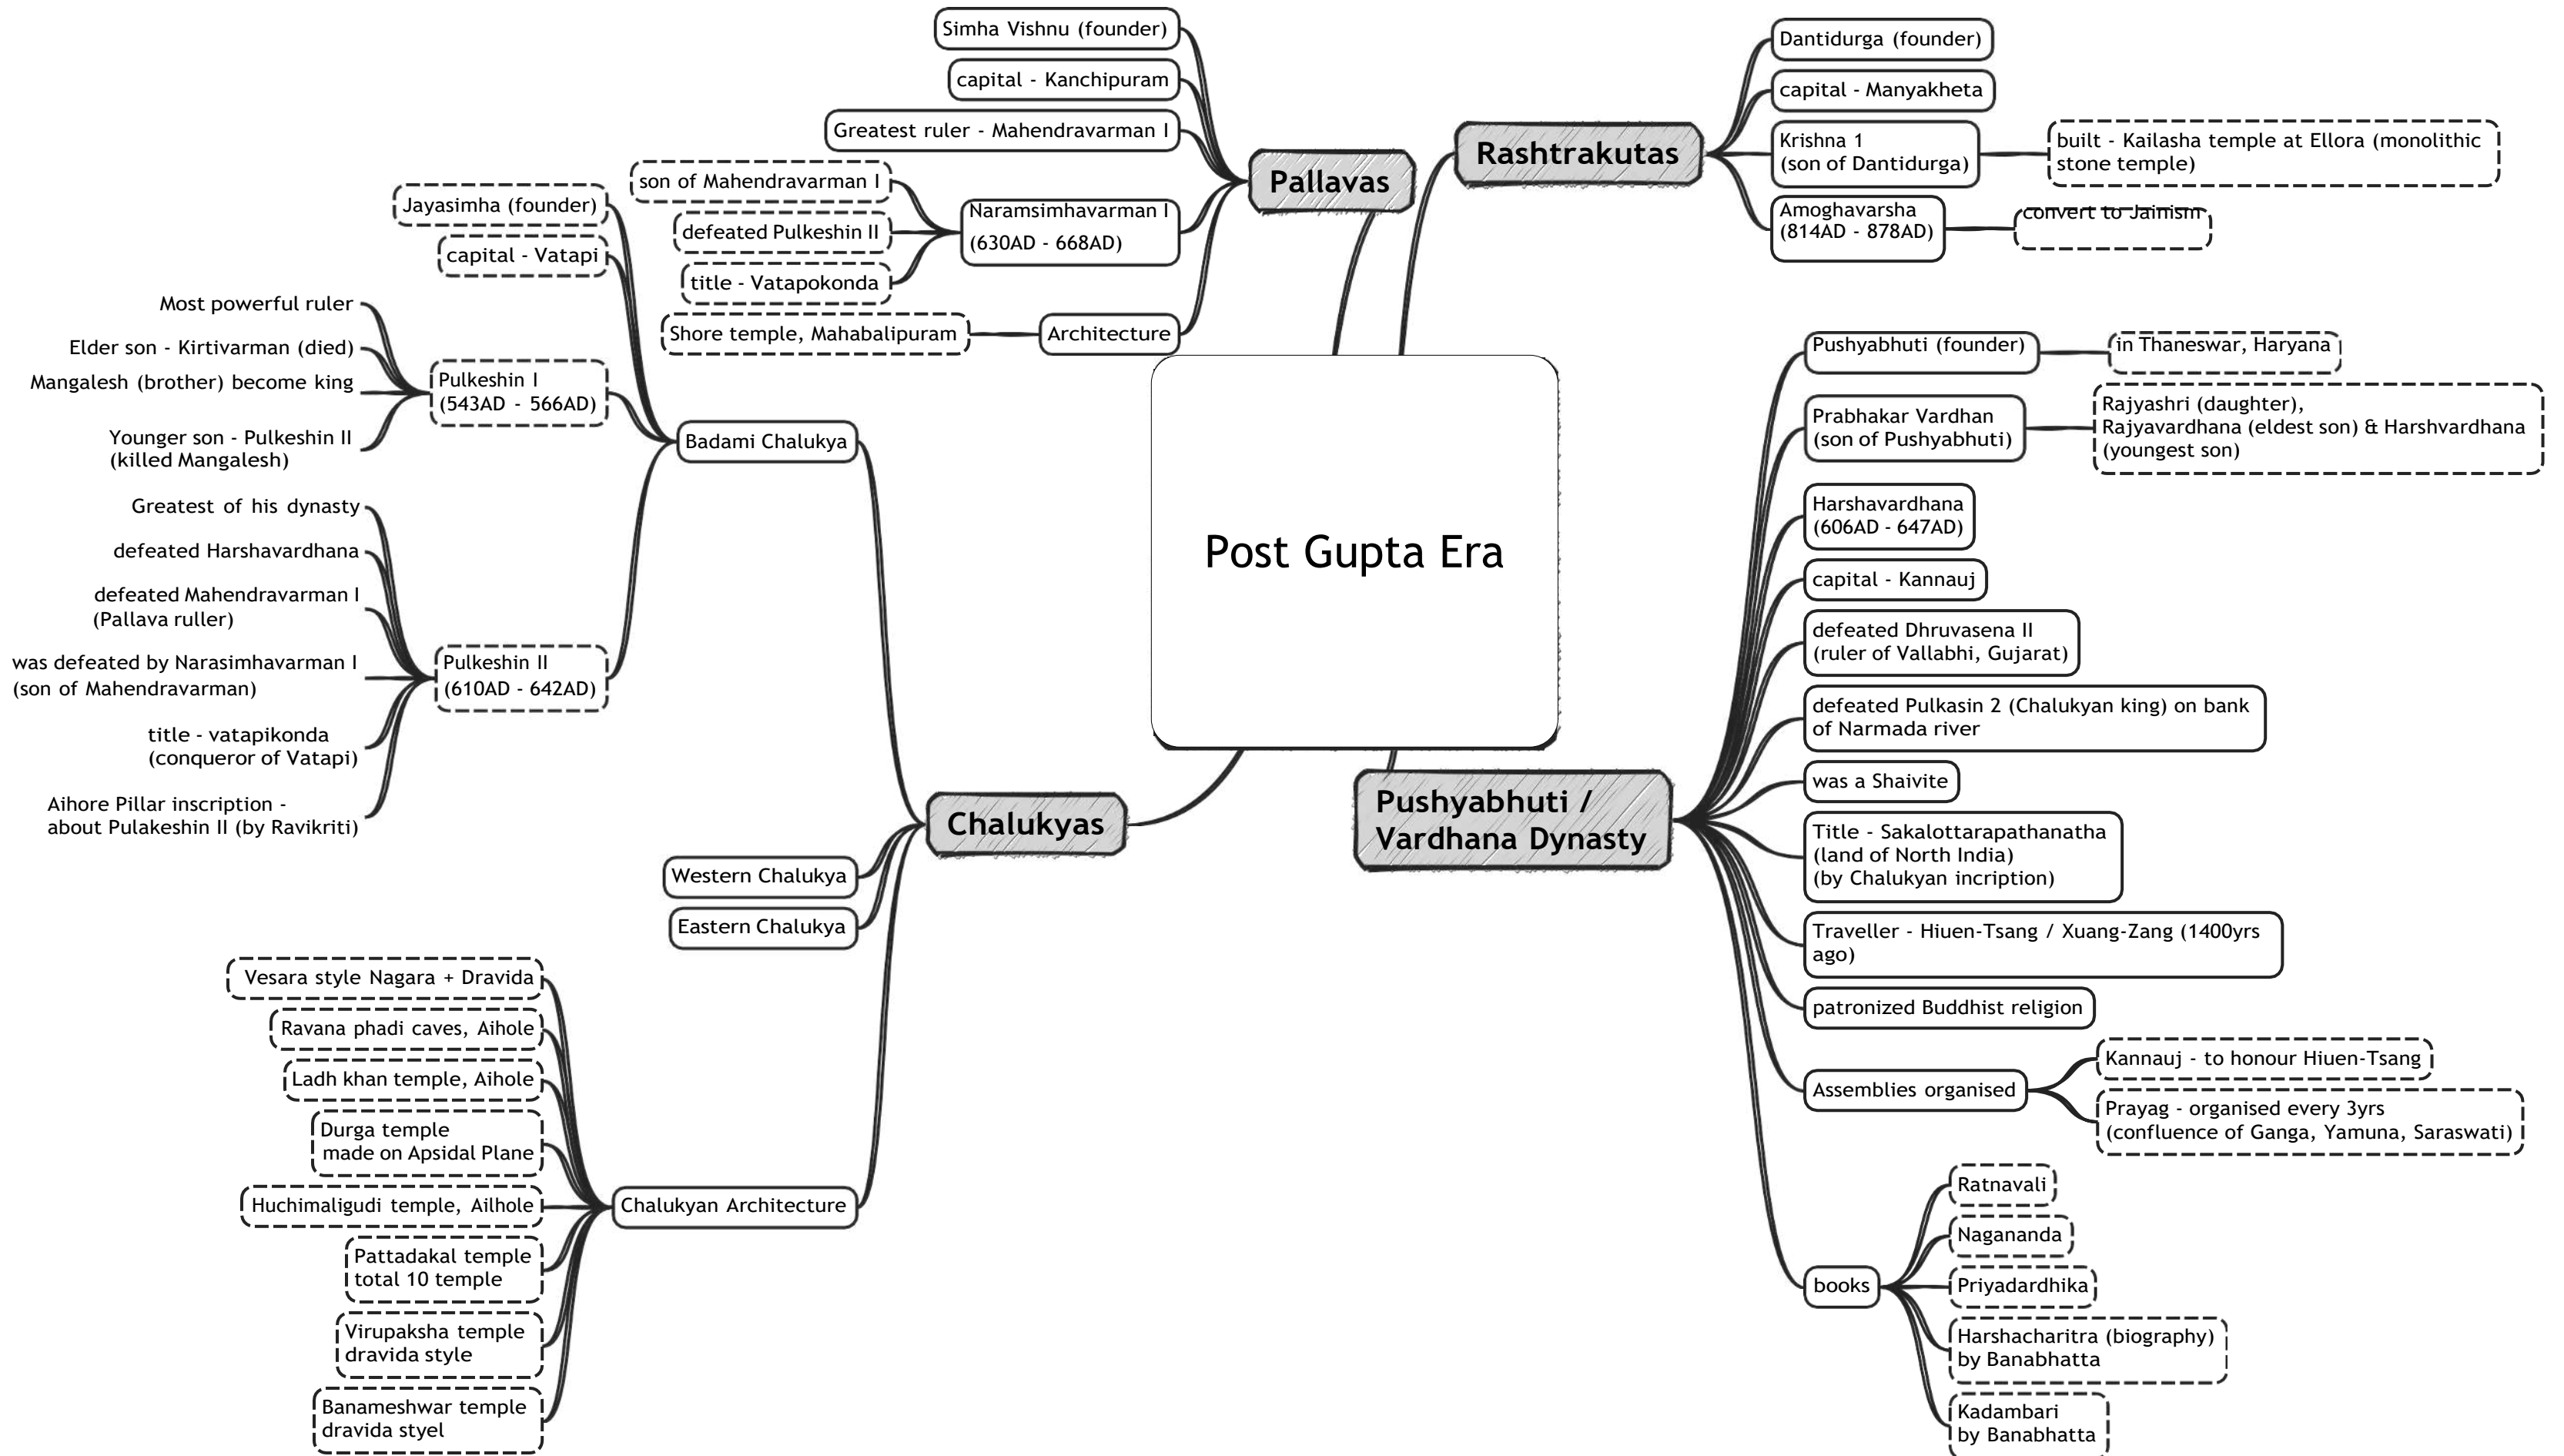 Post Gupta Era
Pallavas
Simha Vishnu (founder)
capital - Kanchipuram
Greatest ruler - Mahendravarman I
Naramsimhavarman I
(630AD - 668AD)
son of Mahendravarman I
defeated Pulkeshin II
title - Vatapokonda
Architecture
Shore temple, Mahabalipuram
Rashtrakutas
Dantidurga (founder)
capital - Manyakheta
Krishna 1
(son of Dantidurga)
built - Kailasha temple at Ellora (monolithic
stone temple)
Amoghavarsha
(814AD - 878AD)
convert to Jainism
Chalukyas
Badami Chalukya
Jayasimha (founder)
capital - Vatapi
Pulkeshin I
(543AD - 566AD)
Most powerful ruler
Elder son - Kirtivarman (died)
Mangalesh (brother) become king
Younger son - Pulkeshin II
(killed Mangalesh)
Pulkeshin II
(610AD - 642AD)
Greatest of his dynasty
defeated Harshavardhana
defeated Mahendravarman I
(Pallava ruller)
was defeated by Narasimhavarman I
(son of Mahendravarman)
title - vatapikonda
(conqueror of Vatapi)
Aihore Pillar inscription -
about Pulakeshin II (by Ravikriti)
Western Chalukya
Eastern Chalukya
Chalukyan Architecture
Vesara style Nagara + Dravida
Ravana phadi caves, Aihole
Ladh khan temple, Aihole
Durga temple
made on Apsidal Plane
Huchimaligudi temple, Ailhole
Pattadakal temple
total 10 temple
Virupaksha temple
dravida style
Banameshwar temple
dravida styel
Pushyabhuti /
Vardhana Dynasty
Pushyabhuti (founder)
in Thaneswar, Haryana
Prabhakar Vardhan
(son of Pushyabhuti)
Rajyashri (daughter),
Rajyavardhana (eldest son) & Harshvardhana
(youngest son)
Harshavardhana
(606AD - 647AD)
capital - Kannauj
defeated Dhruvasena II
(ruler of Vallabhi, Gujarat)
defeated Pulkasin 2 (Chalukyan king) on bank
of Narmada river
was a Shaivite
Title - Sakalottarapathanatha
(land of North India)
(by Chalukyan incription)
Traveller - Hiuen-Tsang / Xuang-Zang (1400yrs
ago)
patronized Buddhist religion
Assemblies organised
Kannauj - to honour Hiuen-Tsang
Prayag - organised every 3yrs
(confluence of Ganga, Yamuna, Saraswati)
books
Ratnavali
Nagananda
Priyadardhika
Harshacharitra (biography)
by Banabhatta
Kadambari
by Banabhatta